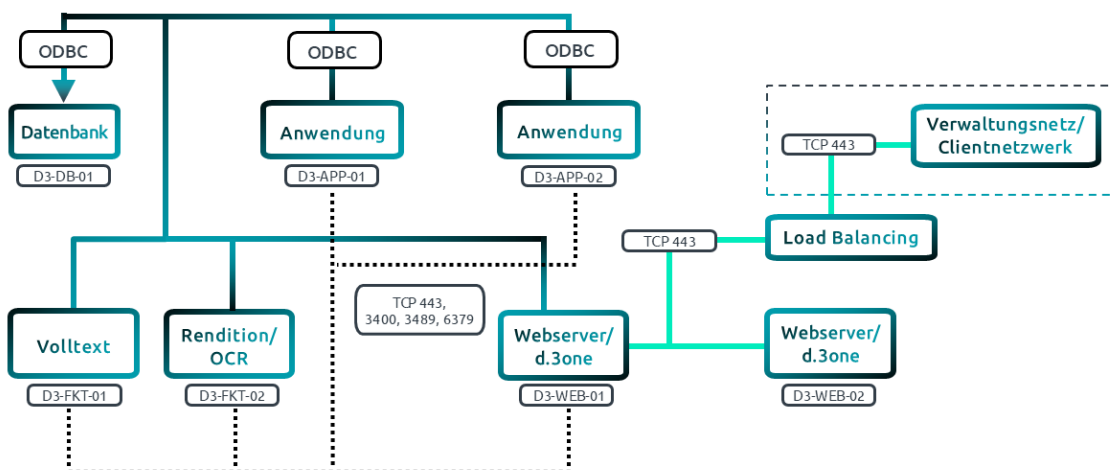 ODBC
ODBC
ODBC
Datenbank
Anwendung
Anwendung
D3-DB-01
D3-APP-01
D3-APP-02
TCP 443
Verwaltungsnetz/
Clientnetzwerk
TCP 443
Load Balancing
TCP 443,
3400, 3489, 6379
Volltext
Rendition/
OCR
Webserver/
d.3one
Webserver/
d.3one
D3-FKT-01
D3-FKT-02
D3-WEB-01
D3-WEB-02